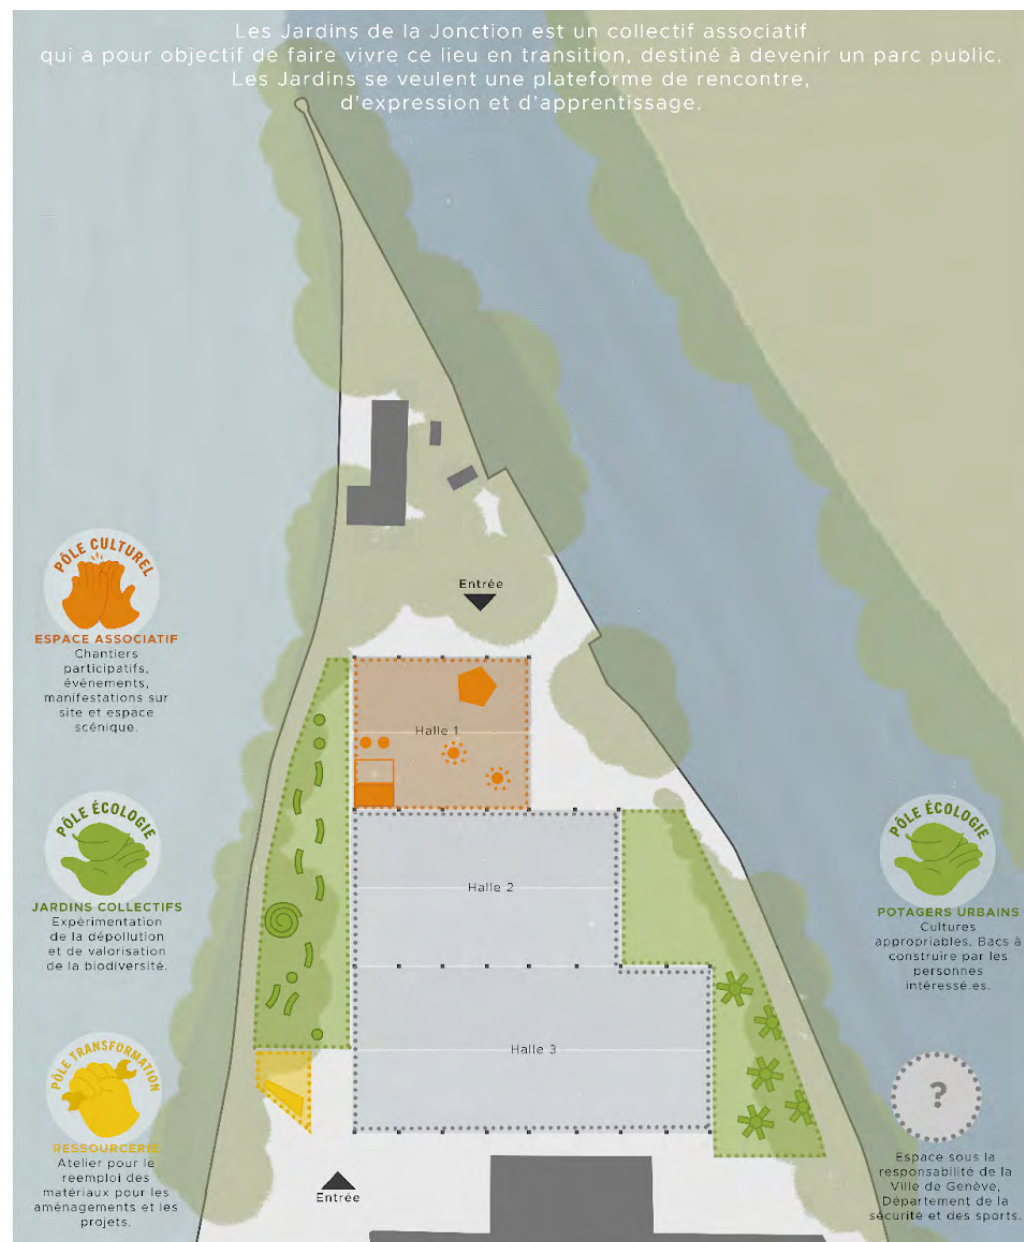 Les Jardins de la Jonction est un collectif associatif
qui a pour objectif de faire vivre ce lieu en transition, destiné à devenir un parc public.
Les Jardins se veulent une plateforme de rencontre,
d'expression et d'apprentissage.
PÔLE CULTUREL
ESPACE ASSOCIATIF
Chantiers
participatifs,
événements,
manifestations sur
site et espace
scénique.
Entrée
Halle 1
PÔLE ÉCOLOGIE
JARDINS COLLECTIFS
Expérimentation
de la dépollution
et de valorisation
de la biodiversité.
Halle 2
PÔLE ÉCOLOGIE
POTAGERS URBAINS
Cultures
appropriables. Bacs à
construire par les
personnes
intéressé.es.
Halle 3
PÔLE TRANSFORMATION
RESSOURCERIE
Atelier pour le
réemploi des
matériaux pour les
aménagements et les
projets.
Entrée
?
Espace sous la
responsabilité de la
Ville de Genève,
Département de la
sécurité et des sports.